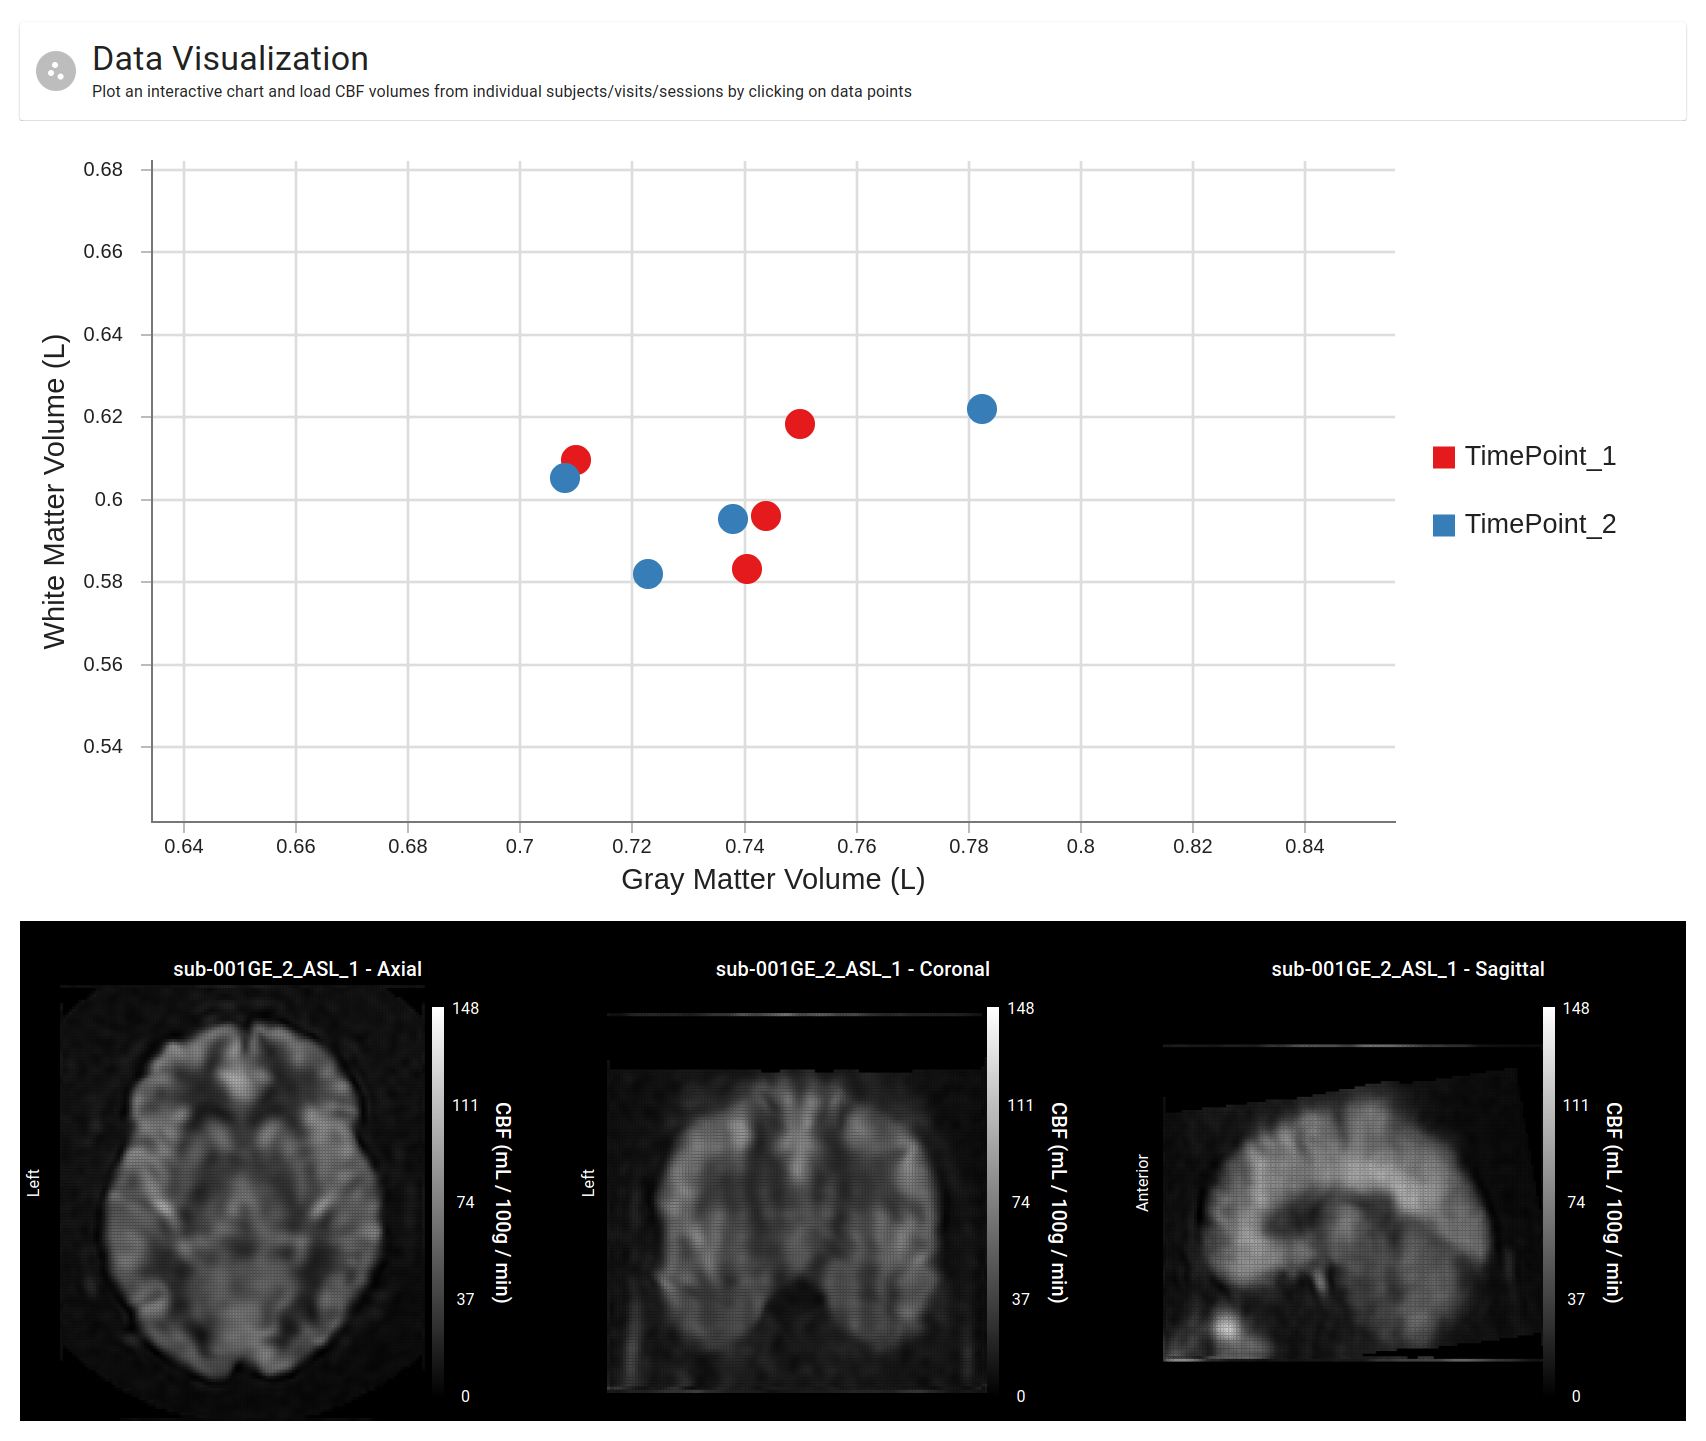 Data Visualization
Plot an interactive chart and load CBF volumes from individual subjects/visits/sessions by clicking on data points
0.68
0.66
0.64
0.62
0.6
0.58
0.56
0.54
White Matter Volume (L)
0.64 0.66 0.68 0.7 0.72 0.74 0.76 0.78 0.8 0.82 0.84
Gray Matter Volume (L)
TimePoint_1
TimePoint_2
sub-001GE_2_ASL_1 - Axial
Left
148
111
74
37
0
CBF (mL / 100g / min)
sub-001GE_2_ASL_1 - Coronal
Left
148
111
74
37
0
CBF (mL / 100g / min)
sub-001GE_2_ASL_1 - Sagittal
Anterior
148
111
74
37
0
CBF (mL / 100g / min)